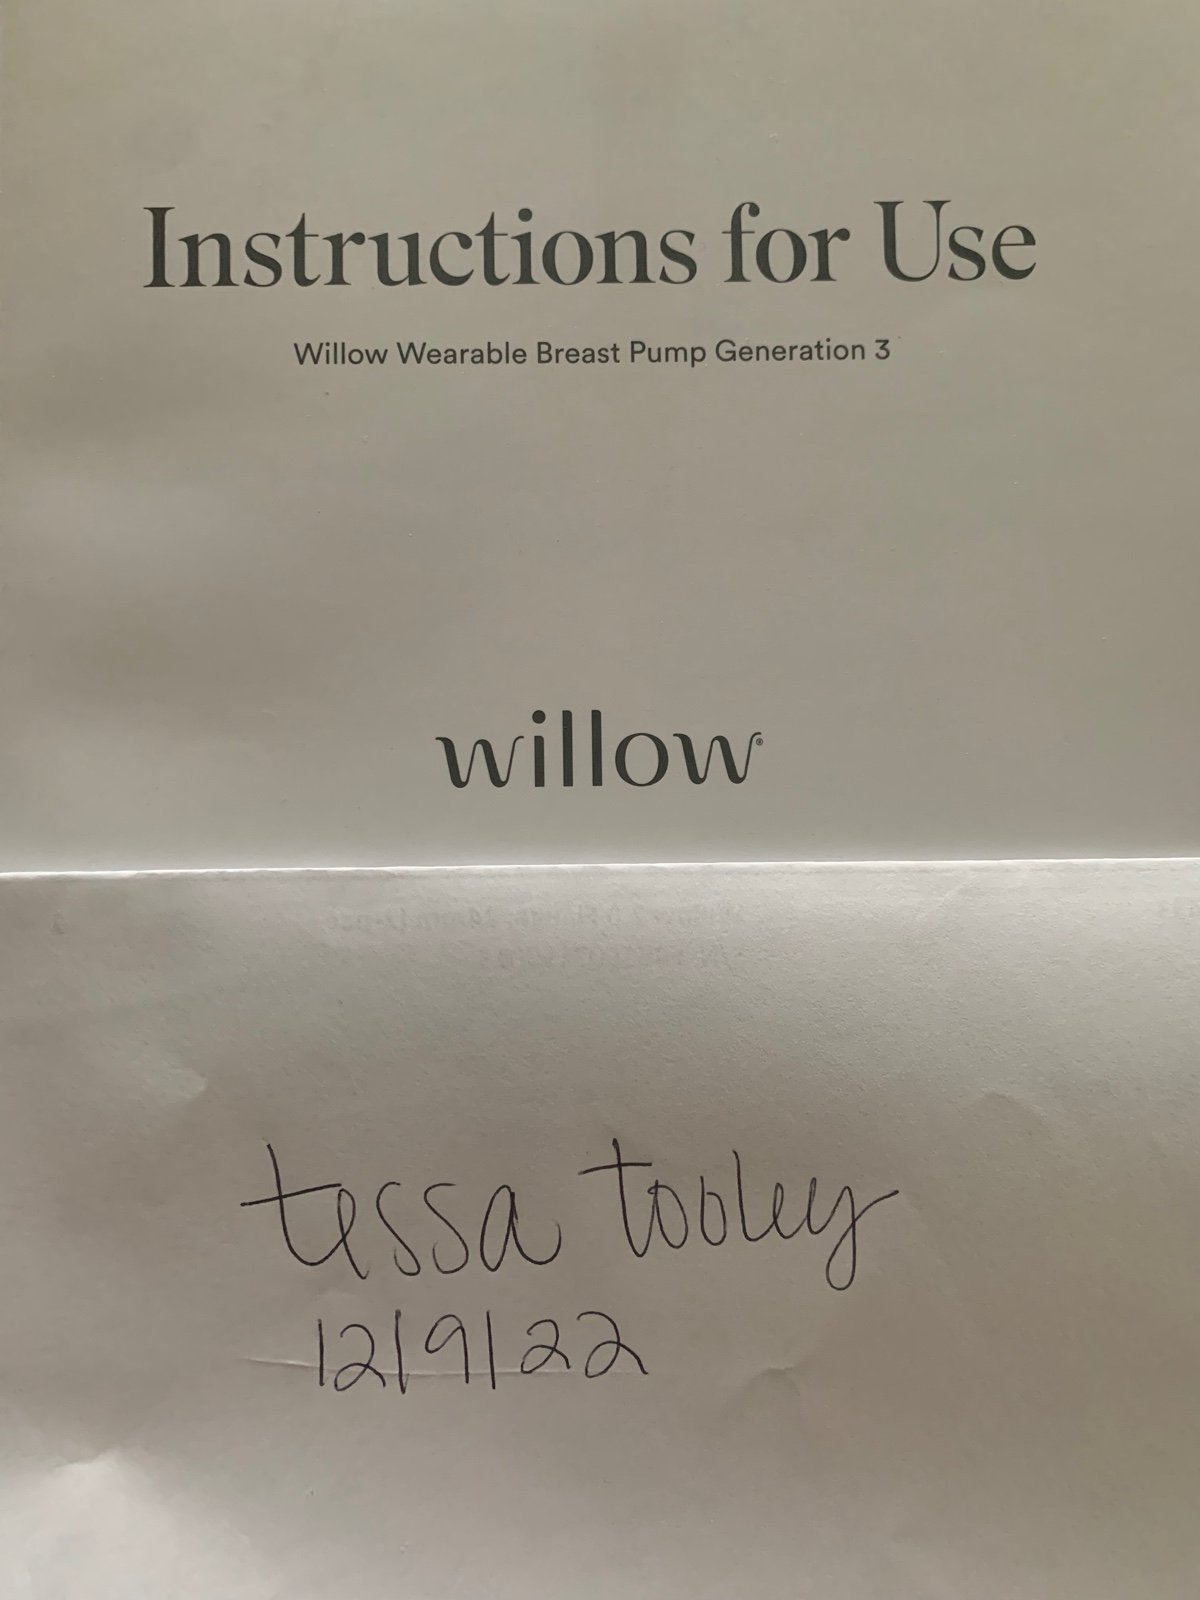 Instructions for Use
Willow Wearable Breast Pump Generation 3
willow®
tessa tooley
12/9/22